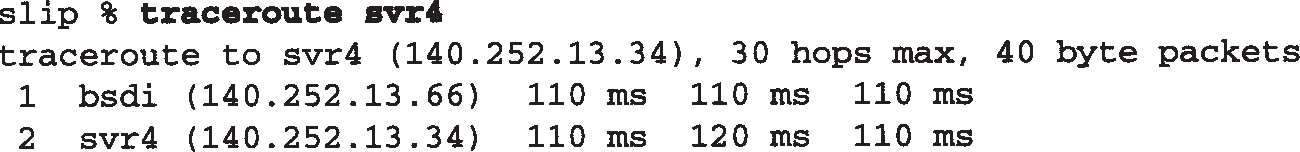 slip % traceroute svr4
traceroute to svr4 (140.252.13.34), 30 hops max, 40 byte packets
1 bsdi (140.252.13.66) 110 ms 110 ms 110 ms
2 svr4 (140.252.13.34) 110 ms 120 ms 110 ms